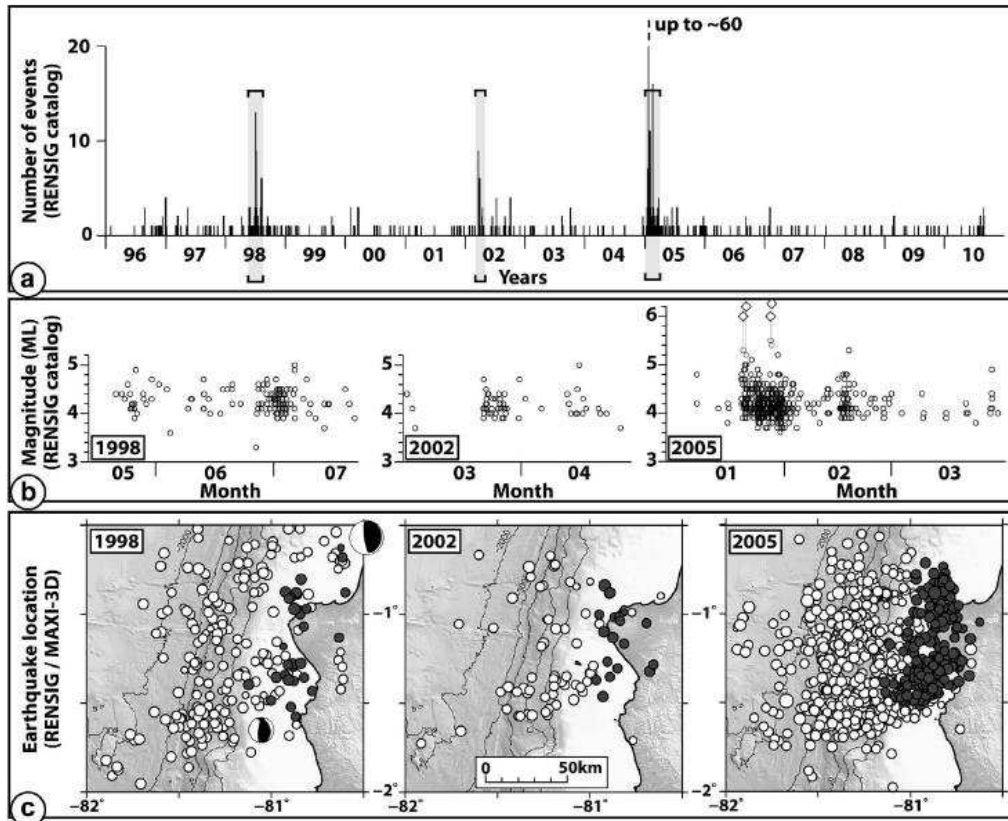 up to ~60
Number of events
(RENSIG catalog)
20
10
0
96 97 98 99 00 01 02 03 04 05 06 07 08 09 10
Years
a
Magnitude (ML)
(RENSIG catalog)
5
4
3
1998
05 06 07
Month
5
4
3
2002
03 04
Month
6
5
4
3
2005
01 02 03
Month
b
Earthquake location
(RENSIG / MAXI-3D)
1998
2002
2005
−1°
−1°
0 50km
−2°
−2°
−82° −81° −82° −81° −82° −81°
c